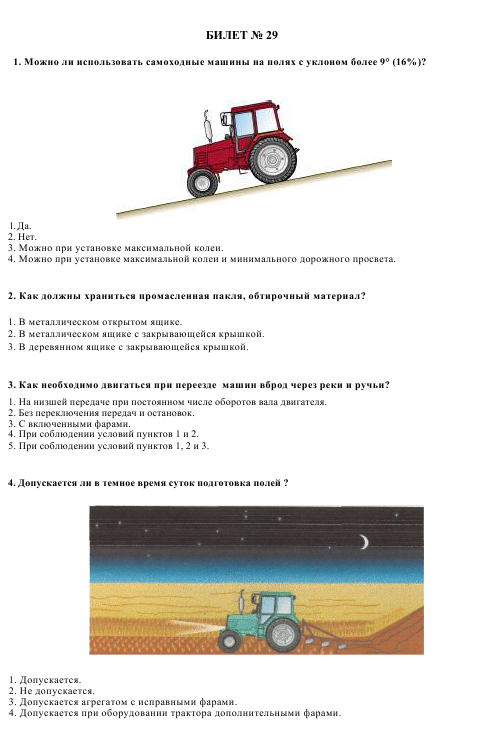 БИЛЕТ № 29
1. Можно ли использовать самоходные машины на полях с уклоном более 9° (16%)?
1. Да.
2. Нет.
3. Можно при установке максимальной колеи.
4. Можно при установке максимальной колеи и минимального дорожного просвета.
2. Как должны храниться промасленная пакля, обтирочный материал?
1. В металлическом открытом ящике.
2. В металлическом ящике с закрывающейся крышкой.
3. В деревянном ящике с закрывающейся крышкой.
3. Как необходимо двигаться при переезде машин вброд через реки и ручьи?
1. На низшей передаче при постоянном числе оборотов вала двигателя.
2. Без переключения передач и остановок.
3. С включенными фарами.
4. При соблюдении условий пунктов 1 и 2.
5. При соблюдении условий пунктов 1, 2 и 3.
4. Допускается ли в темное время суток подготовка полей ?
1. Допускается.
2. Не допускается.
3. Допускается агрегатом с исправными фарами.
4. Допускается при оборудовании трактора дополнительными фарами.